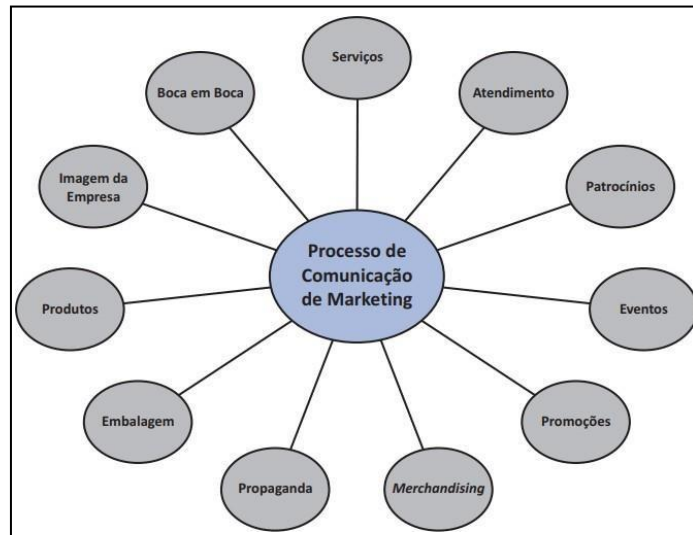 Serviços
Boca em Boca
Atendimento
Imagem da
Empresa
Patrocínios
Processo de
Comunicação
de Marketing
Produtos
Eventos
Embalagem
Promoções
Propaganda
Merchandising